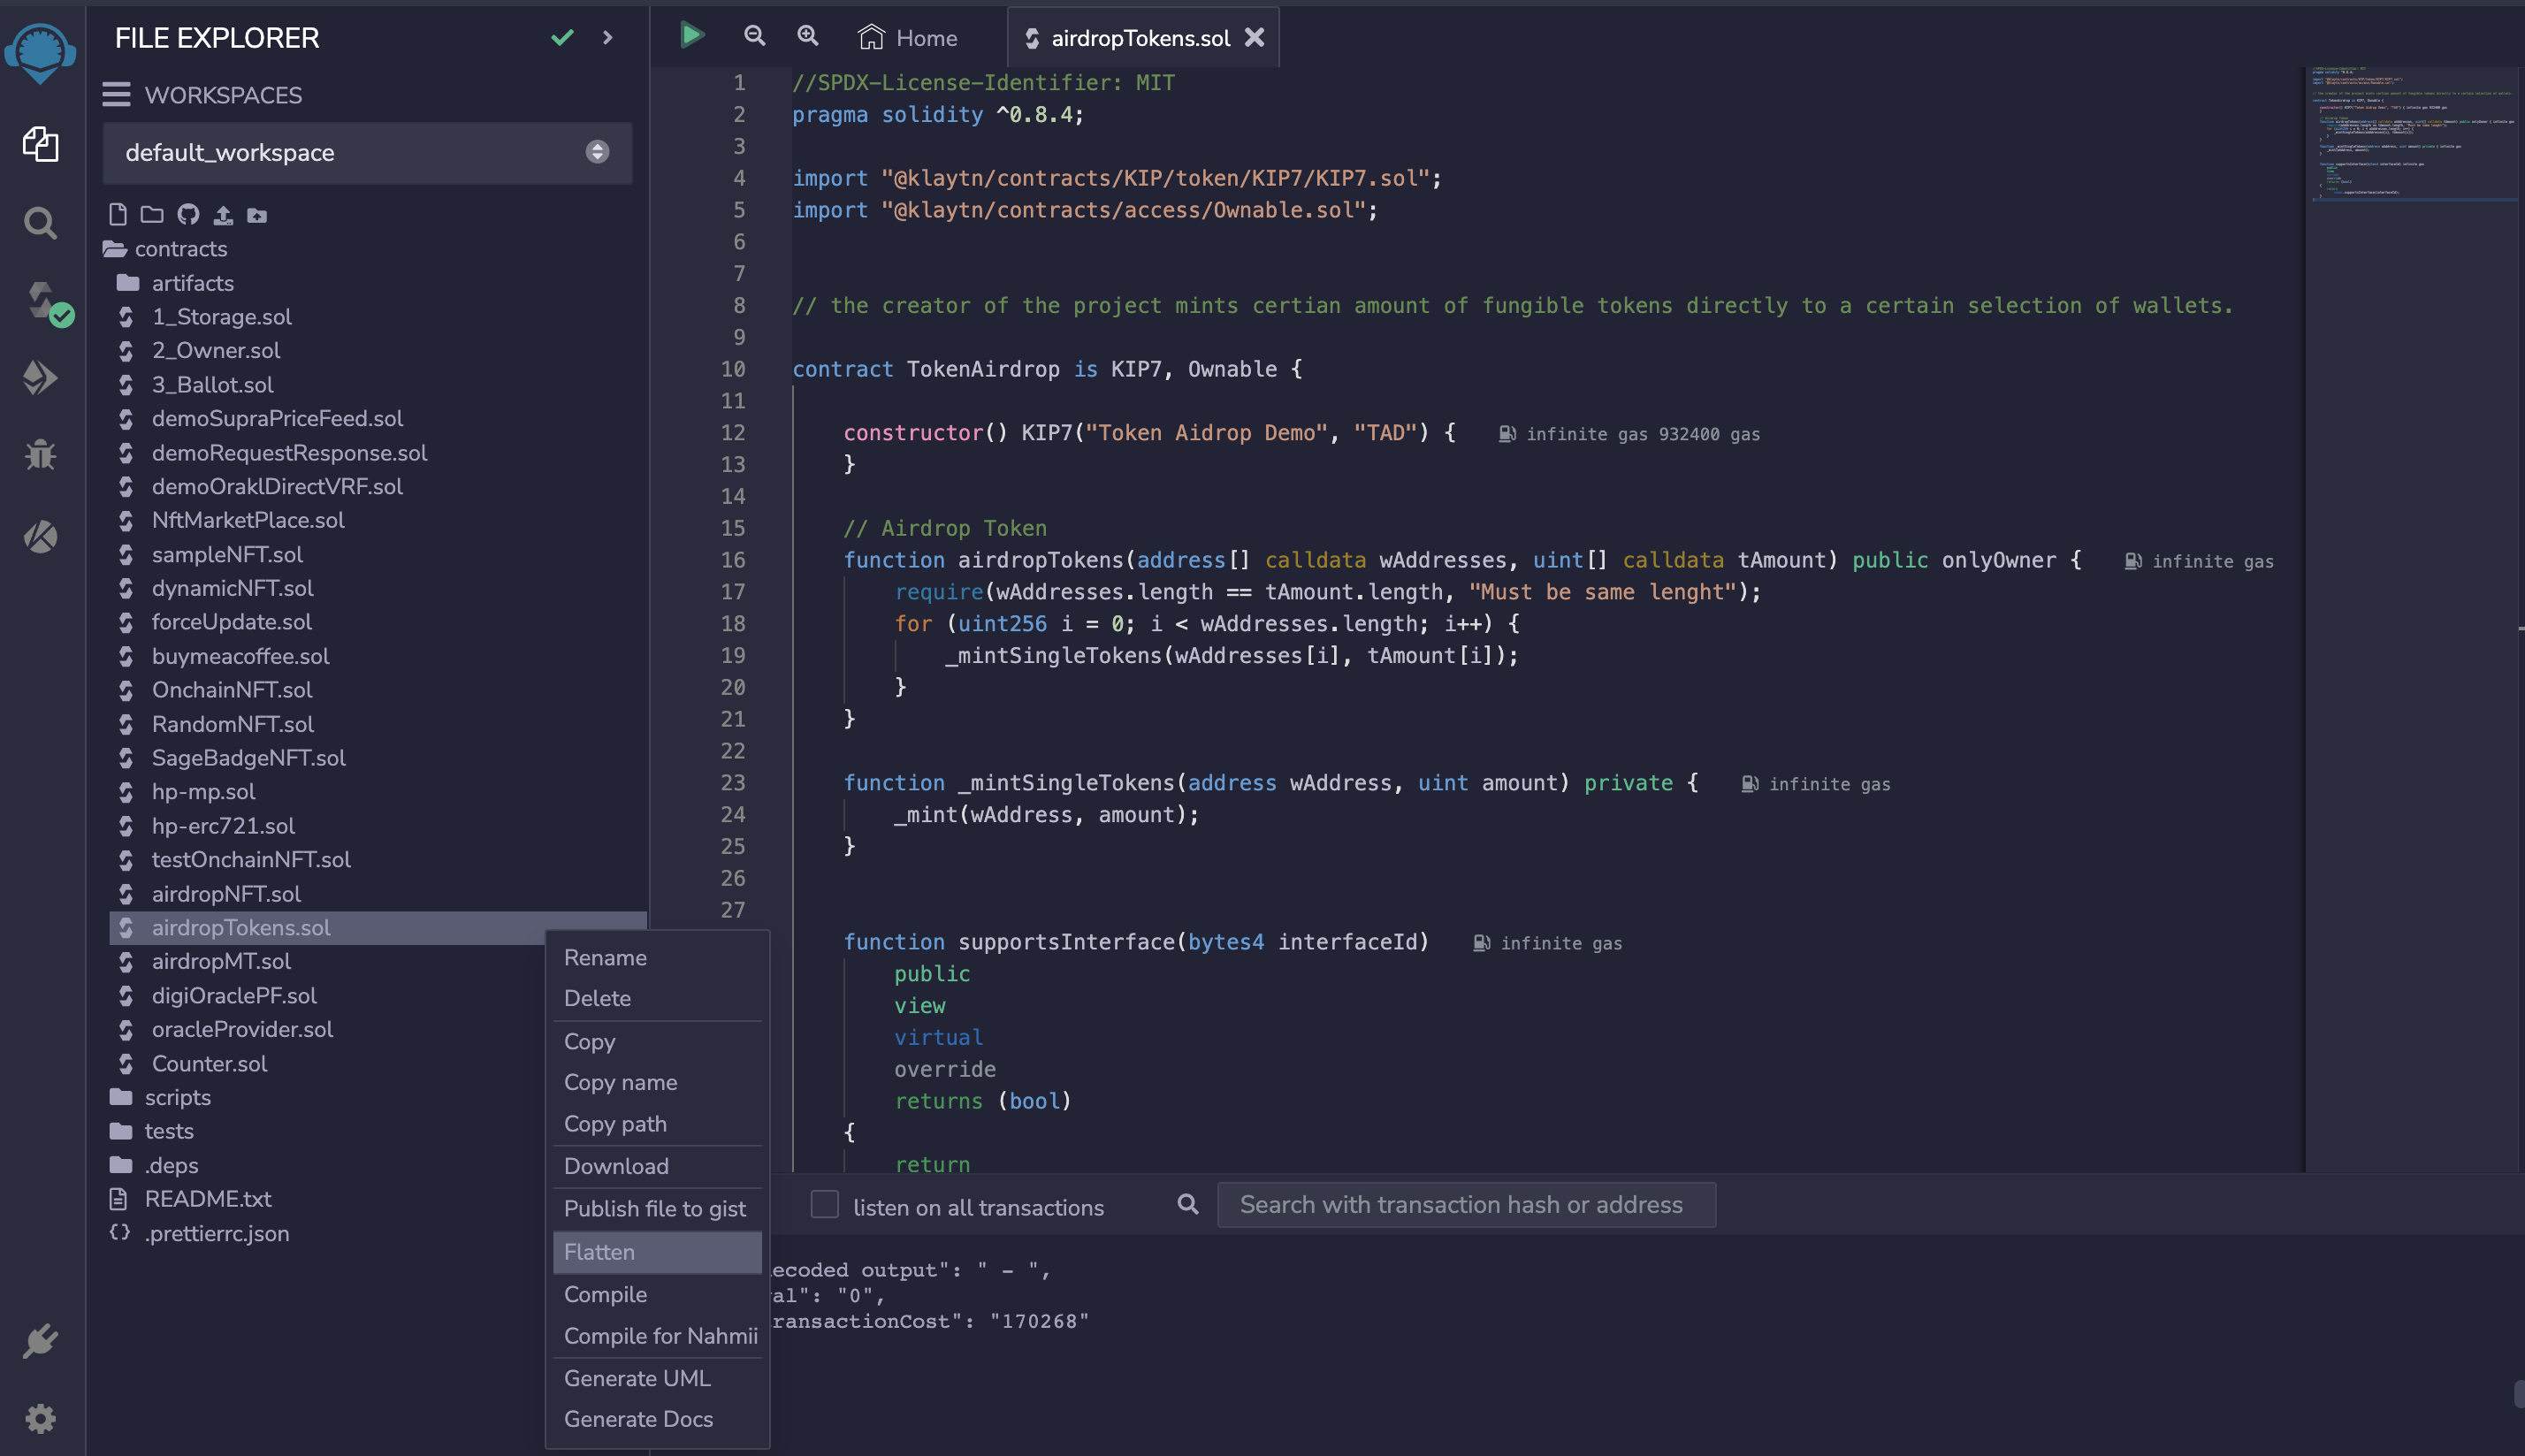 FILE EXPLORER
WORKSPACES
default_workspace
contracts
artifacts
1_Storage.sol
2_Owner.sol
3_Ballot.sol
demoSupraPriceFeed.sol
demoRequestResponse.sol
demoOraklDirectVRF.sol
NftMarketPlace.sol
sampleNFT.sol
dynamicNFT.sol
forceUpdate.sol
buymeacoffee.sol
OnchainNFT.sol
RandomNFT.sol
SageBadgeNFT.sol
hp-mp.sol
hp-erc721.sol
testOnchainNFT.sol
airdropNFT.sol
airdropTokens.sol
airdropMT.sol
digiOraclePF.sol
oracleProvider.sol
Counter.sol
scripts
tests
.deps
README.txt
.prettierrc.json
Rename
Delete
Copy
Copy name
Copy path
Download
Publish file to gist
Flatten
Compile
Compile for Nahmii
Generate UML
Generate Docs
Home
airdropTokens.sol
1 //SPDX-License-Identifier: MIT
2 pragma solidity ^0.8.4;
3
4 import "@klaytn/contracts/KIP/token/KIP7/KIP7.sol";
5 import "@klaytn/contracts/access/Ownable.sol";
6
7
8 // the creator of the project mints certian amount of fungible tokens directly to a certain selection of wallets.
9
10 contract TokenAirdrop is KIP7, Ownable {
11
12 constructor() KIP7("Token Aidrop Demo", "TAD") { infinite gas 932400 gas
13 }
14
15 // Airdrop Token
16 function airdropTokens(address[] calldata wAddresses, uint[] calldata tAmount) public onlyOwner { infinite gas
17 require(wAddresses.length == tAmount.length, "Must be same lenght");
18 for (uint256 i = 0; i < wAddresses.length; i++) {
19 _mintSingleTokens(wAddresses[i], tAmount[i]);
20 }
21 }
22
23 function _mintSingleTokens(address wAddress, uint amount) private { infinite gas
24 _mint(wAddress, amount);
25 }
26
27
function supportsInterface(bytes4 interfaceId) infinite gas
public
view
virtual
override
returns (bool)
{
return
listen on all transactions
Search with transaction hash or address
ecoded output": " - ",
al": "0",
ransactionCost": "170268"